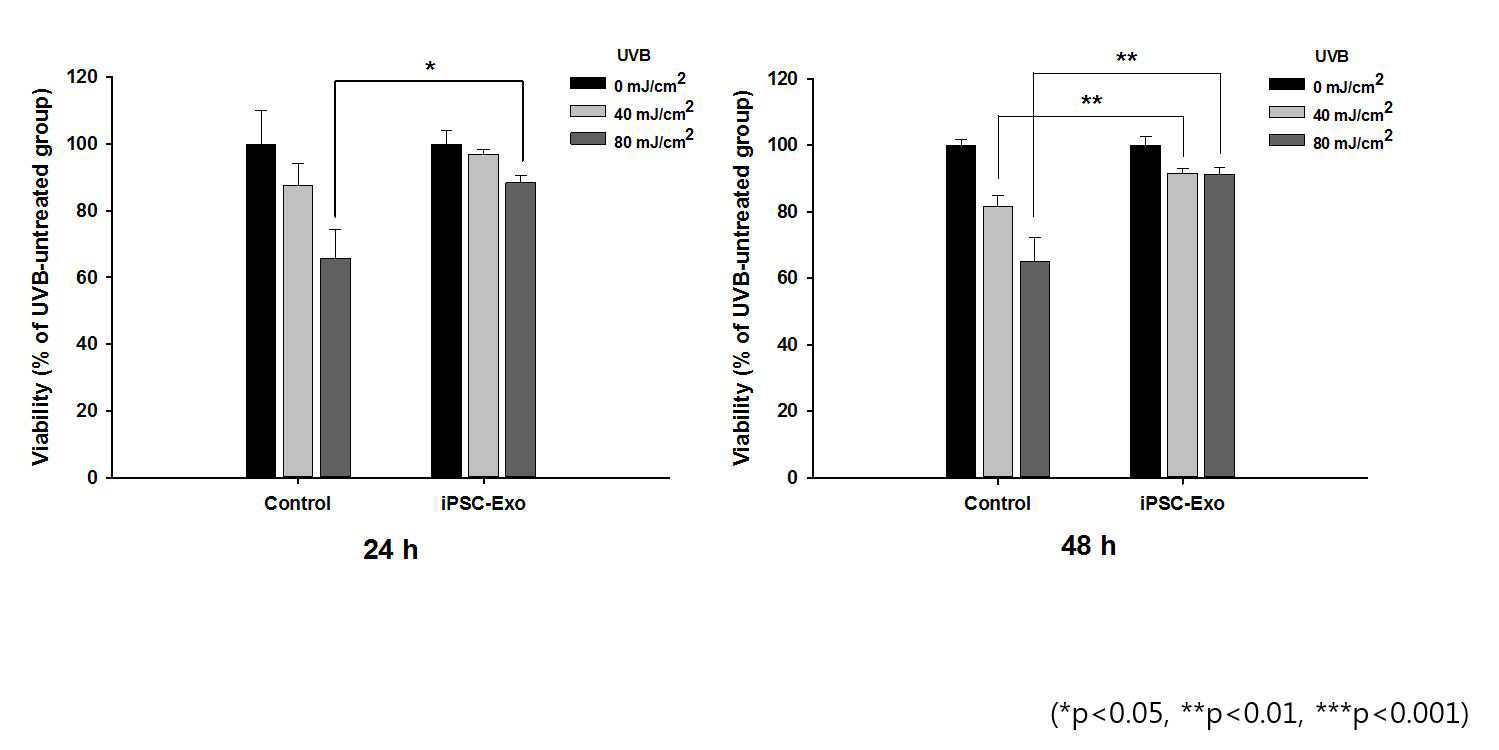 UVB
0 mJ/cm2
40 mJ/cm2
80 mJ/cm2
*
Viability (% of UVB-untreated group)
120
100
80
60
40
20
0
Control
iPSC-Exo
24 h
UVB
0 mJ/cm2
40 mJ/cm2
80 mJ/cm2
**
**
Viability (% of UVB-untreated group)
120
100
80
60
40
20
0
Control
iPSC-Exo
48 h
(*p<0.05, **p<0.01, ***p<0.001)